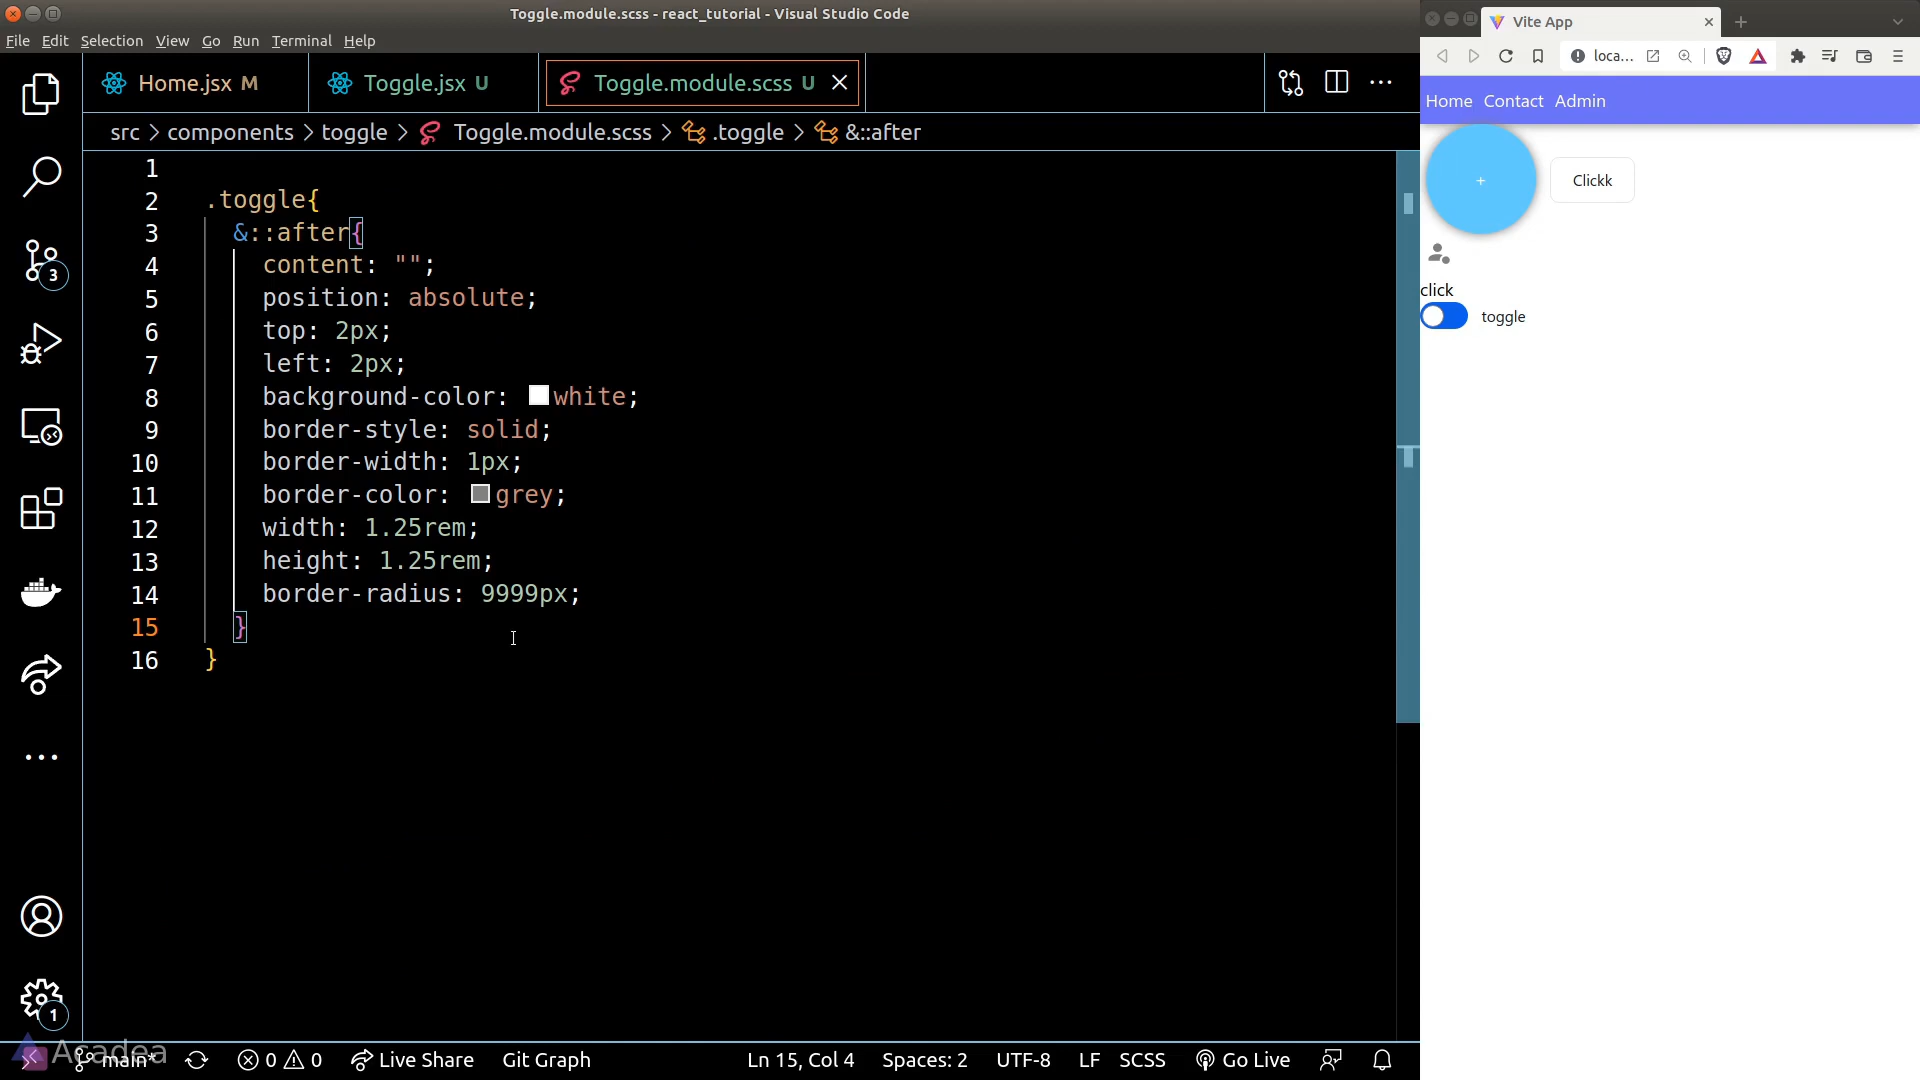 Toggle.module.scss - react_tutorial - Visual Studio Code
File Edit Selection View Go Run Terminal Help
Home.jsx M
Toggle.jsx U
Toggle.module.scss U
src > components > toggle > Toggle.module.scss > .toggle > &::after
1
2 .toggle{
3 &::after{
4 content: "";
5 position: absolute;
6 top: 2px;
7 left: 2px;
8 background-color: white;
9 border-style: solid;
10 border-width: 1px;
11 border-color: grey;
12 width: 1.25rem;
13 height: 1.25rem;
14 border-radius: 9999px;
15 }
16 }
3
1
Acadea
main* 0 0 Live Share Git Graph Ln 15, Col 4 Spaces: 2 UTF-8 LF SCSS Go Live
Vite App
loca...
Home Contact Admin
+
Clickk
click
toggle